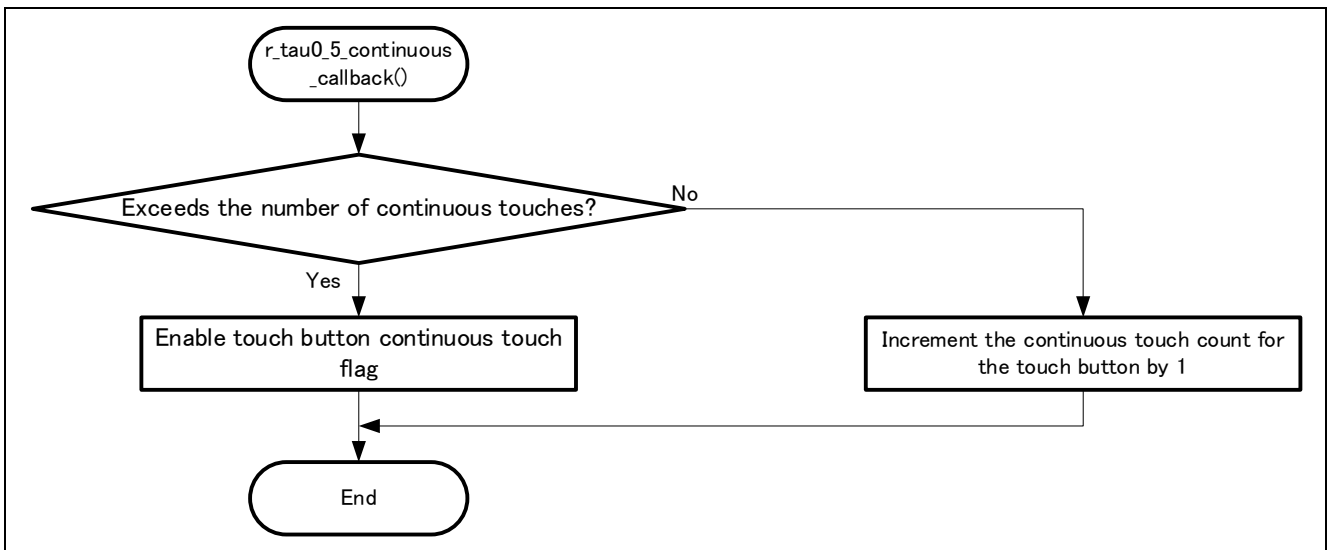 r_tau0_5_continuous
_callback()
Exceeds the number of continuous touches?
No
Yes
Enable touch button continuous touch
flag
Increment the continuous touch count for
the touch button by 1
End